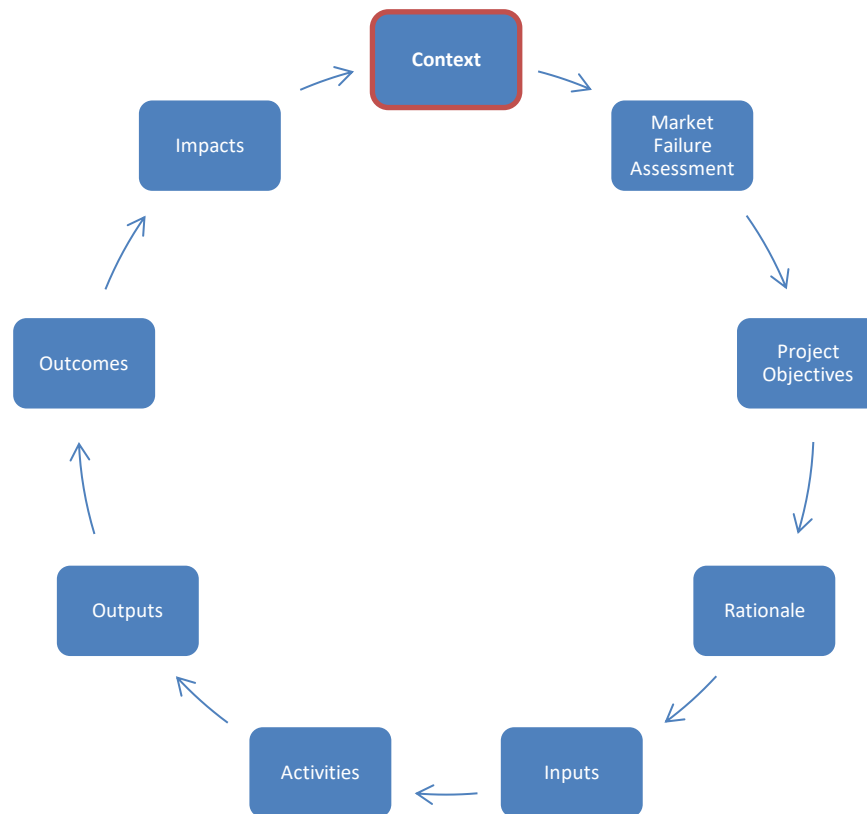 Context
Market
Failure
Assessment
Project
Objectives
Rationale
Inputs
Activities
Outputs
Outcomes
Impacts